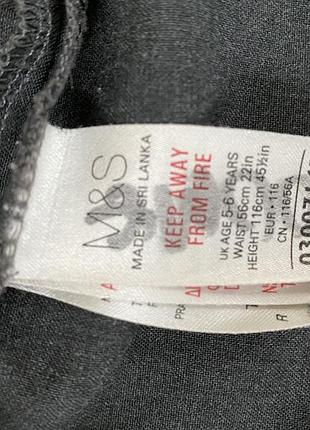 M&S
MADE IN SRI LANKA
KEEP AWAY
FROM FIRE
UK AGE 5-6 YEARS
WAIST 56cm 22in
HEIGHT 116cm 45½in
EUR • 116
CN • 116/56A